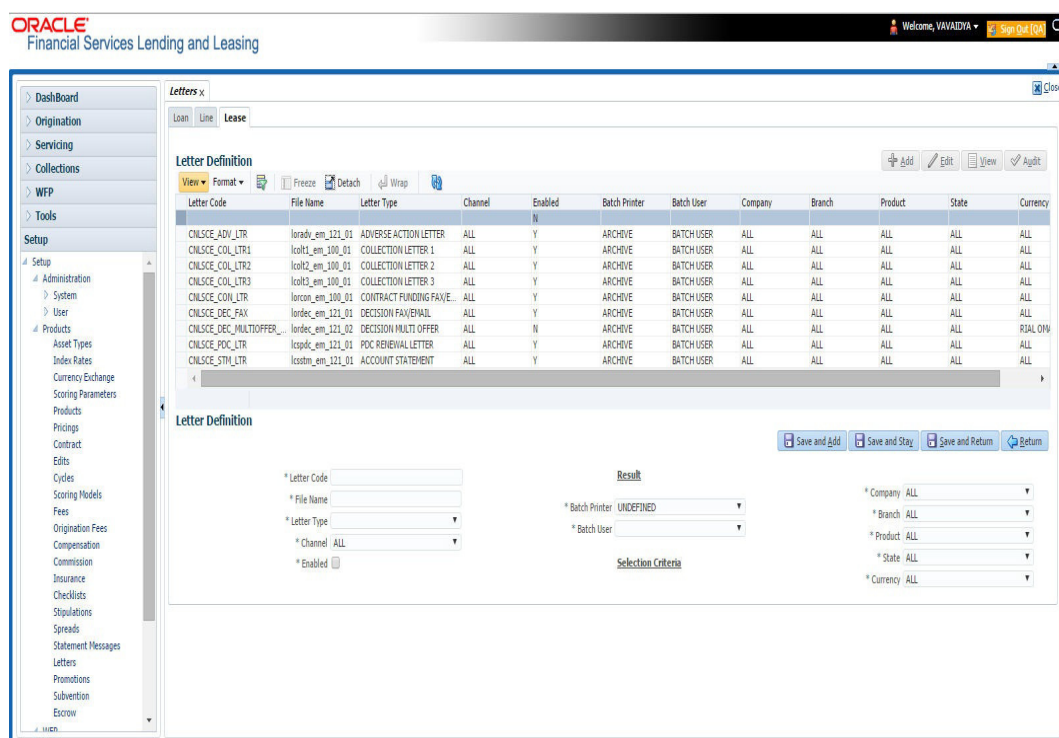 ORACLE
Financial Services Lending and Leasing
Welcome, VAVAIDYA
Sign Out [QA]
DashBoard
Origination
Servicing
Collections
WFP
Tools
Setup
Setup
Administration
System
User
Products
Asset Types
Index Rates
Currency Exchange
Scoring Parameters
Products
Pricings
Contract
Edits
Cycles
Scoring Models
Fees
Origination Fees
Compensation
Commission
Insurance
Checklists
Stipulations
Spreads
Statement Messages
Letters
Promotions
Subvention
Escrow
WFP
Letters x
Close
Loan Line Lease
Letter Definition
Add Edit View Audit
View Format Freeze Detach Wrap
Letter Code File Name Letter Type Channel Enabled Batch Printer Batch User Company Branch Product State Currency
N
CNLSCE_ADV_LTR loradv_em_121_01 ADVERSE ACTION LETTER ALL Y ARCHIVE BATCH USER ALL ALL ALL ALL ALL
CNLSCE_COL_LTR1 lcolt1_em_100_01 COLLECTION LETTER 1 ALL Y ARCHIVE BATCH USER ALL ALL ALL ALL ALL
CNLSCE_COL_LTR2 lcolt2_em_100_01 COLLECTION LETTER 2 ALL Y ARCHIVE BATCH USER ALL ALL ALL ALL ALL
CNLSCE_COL_LTR3 lcolt3_em_100_01 COLLECTION LETTER 3 ALL Y ARCHIVE BATCH USER ALL ALL ALL ALL ALL
CNLSCE_CON_LTR lorcon_em_100_01 CONTRACT FUNDING FAX/E... ALL Y ARCHIVE BATCH USER ALL ALL ALL ALL ALL
CNLSCE_DEC_FAX lordec_em_121_01 DECISION FAX/EMAIL ALL Y ARCHIVE BATCH USER ALL ALL ALL ALL ALL
CNLSCE_DEC_MULTIOFFER_... lordec_em_121_02 DECISION MULTI OFFER ALL N ARCHIVE BATCH USER ALL ALL ALL ALL RIAL OMA
CNLSCE_PDC_LTR lcspdc_em_121_01 PDC RENEWAL LETTER ALL Y ARCHIVE BATCH USER ALL ALL ALL ALL ALL
CNLSCE_STM_LTR lcsstm_em_121_01 ACCOUNT STATEMENT ALL Y ARCHIVE BATCH USER ALL ALL ALL ALL ALL
Letter Definition
Save and Add Save and Stay Save and Return Return
* Letter Code
* File Name
* Letter Type
* Channel ALL
* Enabled
Result
* Batch Printer UNDEFINED
* Batch User
Selection Criteria
* Company ALL
* Branch ALL
* Product ALL
* State ALL
* Currency ALL